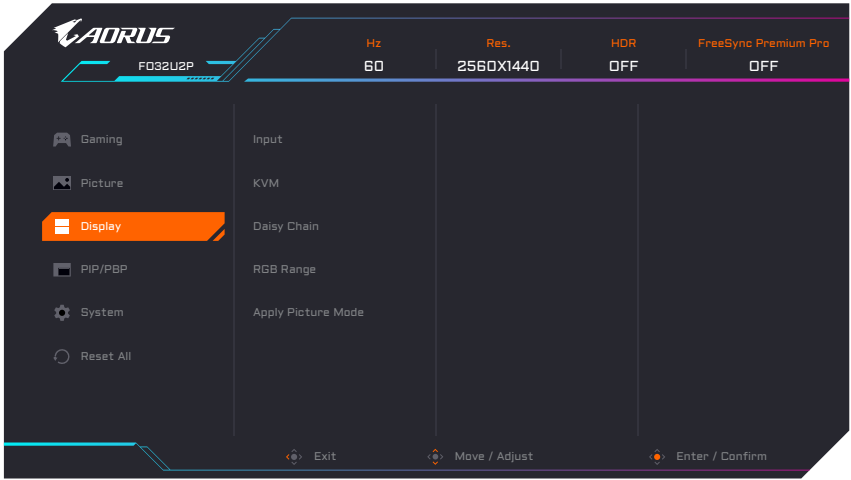 AORUS
FO32U2P
Hz Res. HDR FreeSync Premium Pro
60 2560X1440 OFF OFF
Gaming
Picture
Display
PIP/PBP
System
Reset All
Input
KVM
Daisy Chain
RGB Range
Apply Picture Mode
Exit Move / Adjust Enter / Confirm